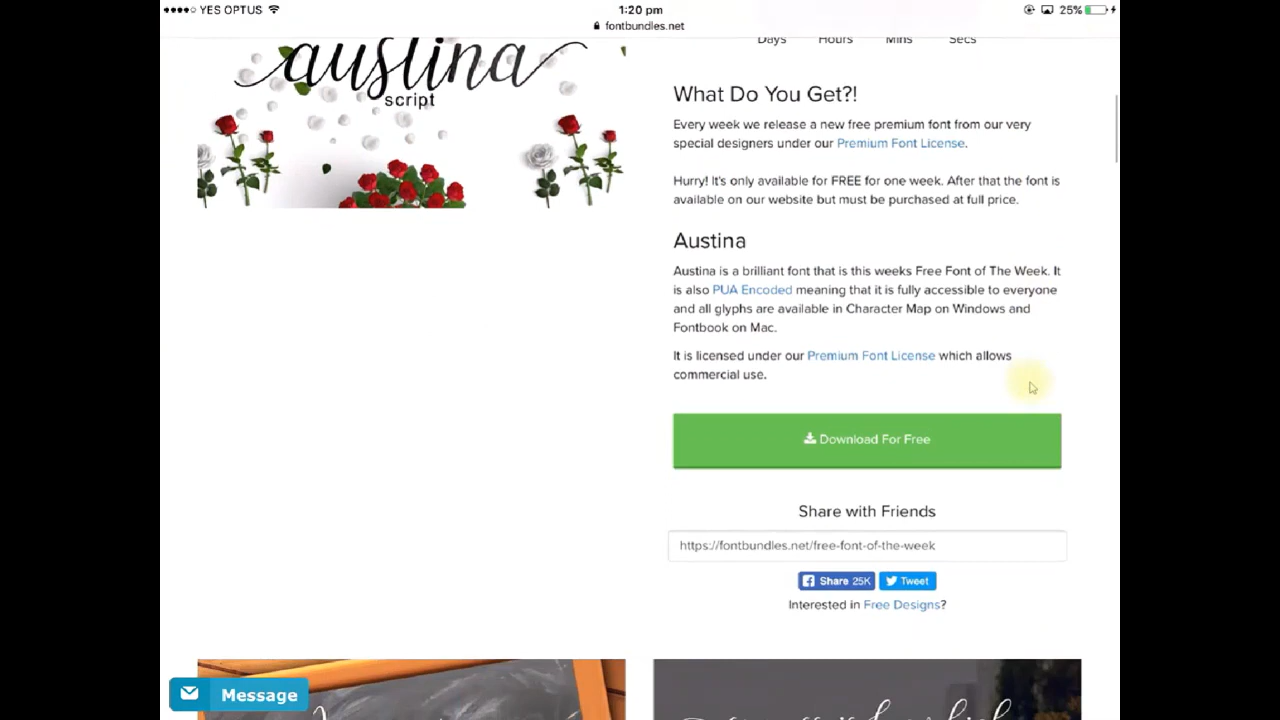 YES OPTUS
1:20 pm
25%
fontbundles.net
Days Hours Mins Secs
austina
script
What Do You Get?!
Every week we release a new free premium font from our very
special designers under our Premium Font License.
Hurry! It's only available for FREE for one week. After that the font is
available on our website but must be purchased at full price.
Austina
Austina is a brilliant font that is this weeks Free Font of The Week. It
is also PUA Encoded meaning that it is fully accessible to everyone
and all glyphs are available in Character Map on Windows and
Fontbook on Mac.
It is licensed under our Premium Font License which allows
commercial use.
Download For Free
Share with Friends
https://fontbundles.net/free-font-of-the-week
Share 25K Tweet
Interested in Free Designs?
Message